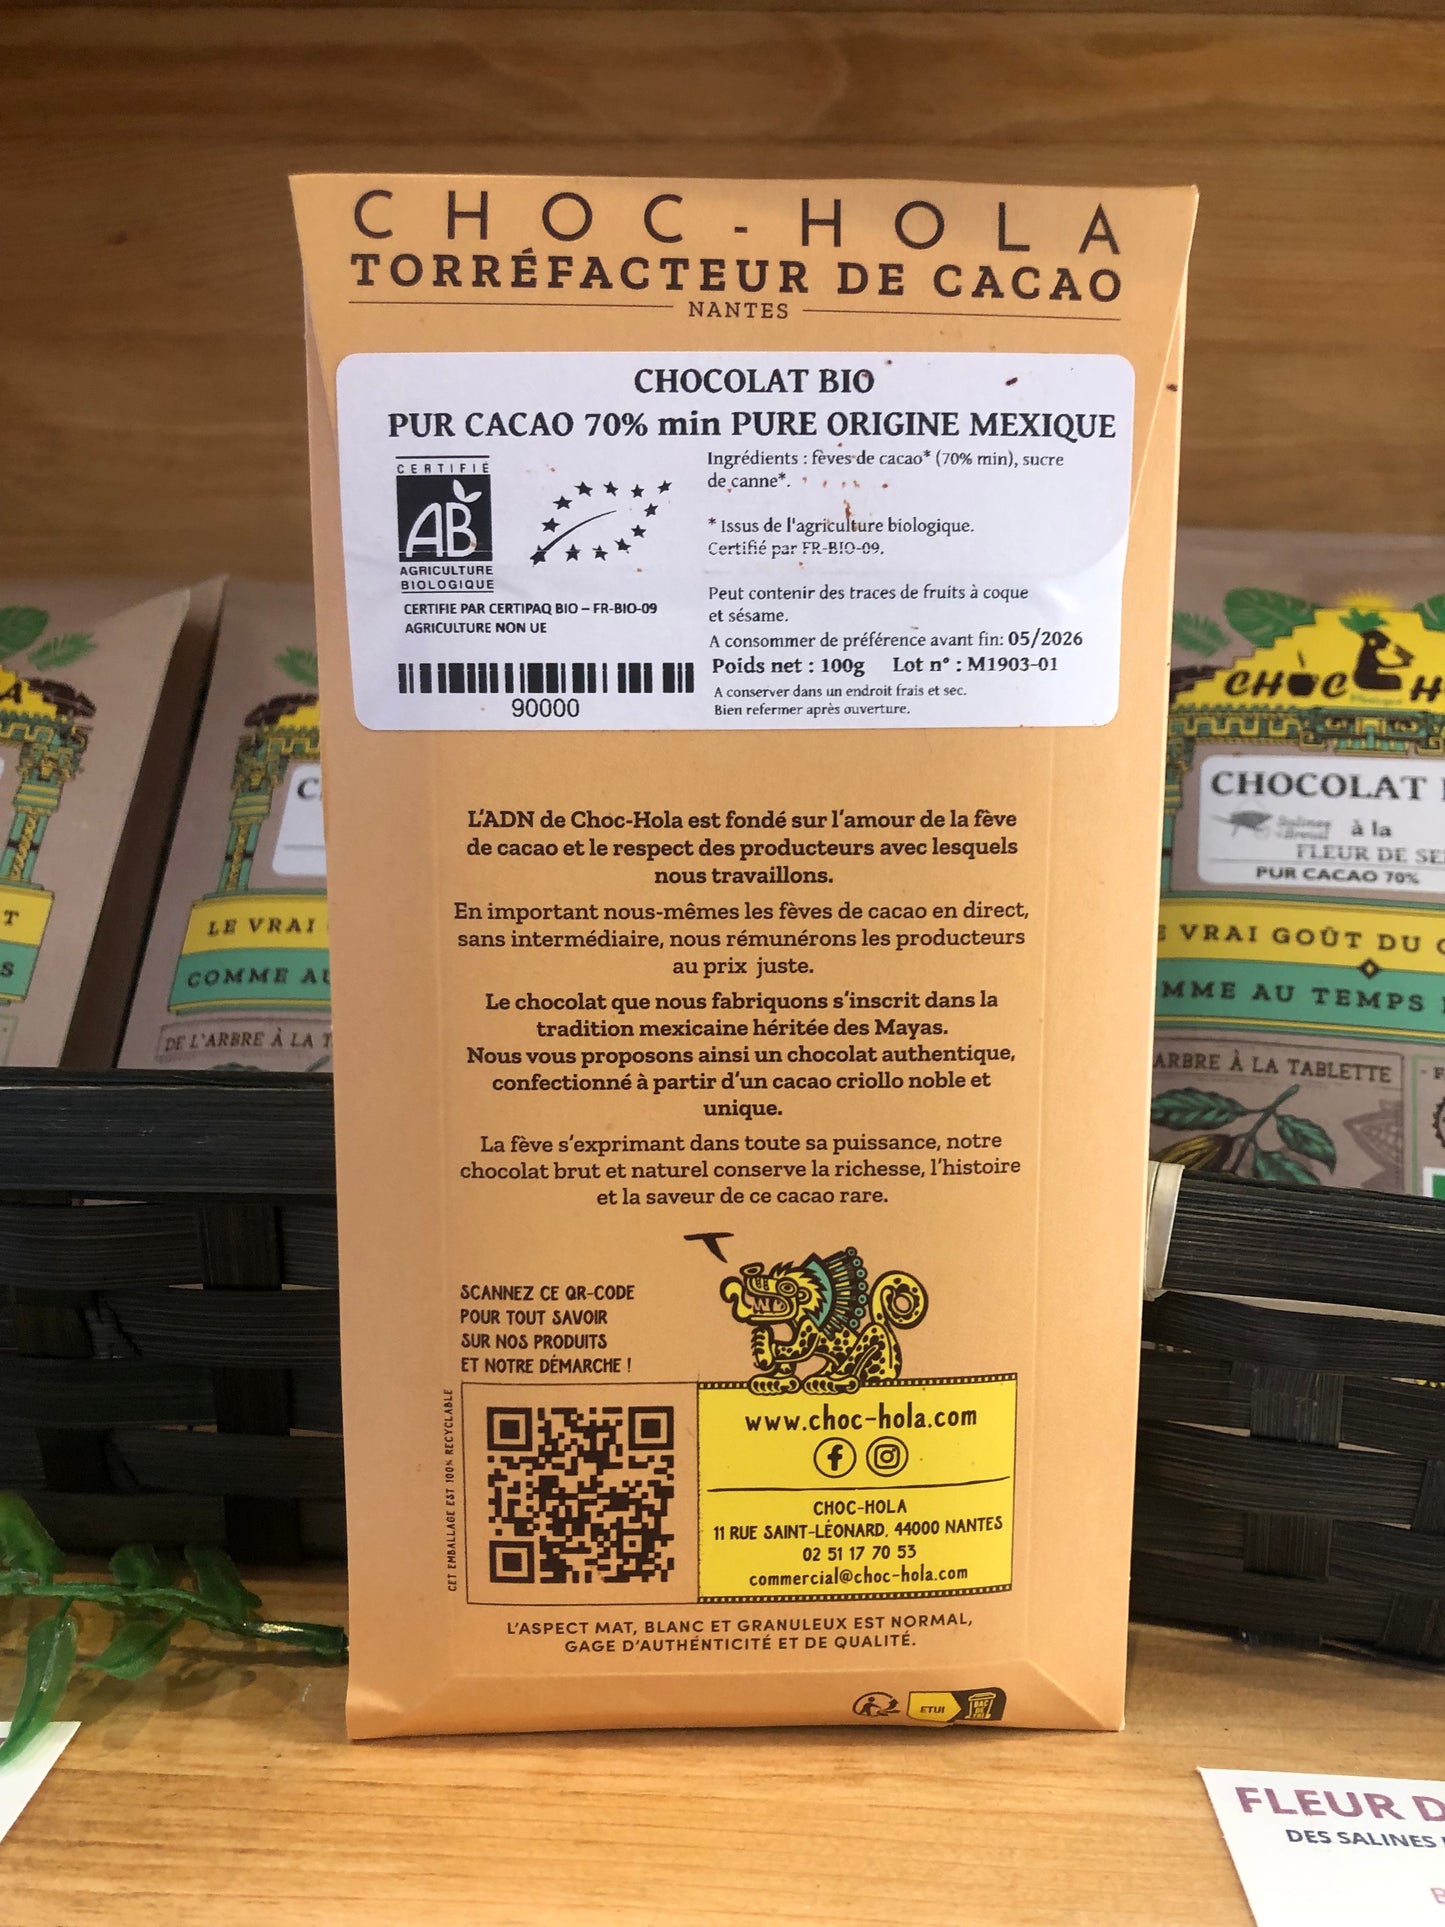 CHOC-HOLA
TORRÉFACTEUR DE CACAO
NANTES
CHOCOLAT BIO
PUR CACAO 70% min PURE ORIGINE MEXIQUE
CERTIFIÉ
AB
AGRICULTURE
BIOLOGIQUE
CERTIFIE PAR CERTIPAQ BIO – FR-BIO-09
AGRICULTURE NON UE
90000
Ingrédients : fèves de cacao* (70% min), sucre
de canne*.
* Issus de l'agriculture biologique.
Certifié par FR-BIO-09.
Peut contenir des traces de fruits à coque
et sésame.
A consommer de préférence avant fin: 05/2026
Poids net : 100g Lot n° : M1903-01
A conserver dans un endroit frais et sec.
Bien refermer après ouverture.
L'ADN de Choc-Hola est fondé sur l'amour de la fève
de cacao et le respect des producteurs avec lesquels
nous travaillons.
En important nous-mêmes les fèves de cacao en direct,
sans intermédiaire, nous rémunérons les producteurs
au prix juste.
Le chocolat que nous fabriquons s'inscrit dans la
tradition mexicaine héritée des Mayas.
Nous vous proposons ainsi un chocolat authentique,
confectionné à partir d'un cacao criollo noble et
unique.
La fève s'exprimant dans toute sa puissance, notre
chocolat brut et naturel conserve la richesse, l'histoire
et la saveur de ce cacao rare.
SCANNEZ CE QR-CODE
POUR TOUT SAVOIR
SUR NOS PRODUITS
ET NOTRE DÉMARCHE !
CET EMBALLAGE EST 100% RECYCLABLE
www.choc-hola.com
CHOC-HOLA
11 RUE SAINT-LÉONARD, 44000 NANTES
02 51 17 70 53
commercial@choc-hola.com
L'ASPECT MAT, BLANC ET GRANULEUX EST NORMAL,
GAGE D'AUTHENTICITÉ ET DE QUALITÉ.
ETUI
BAC
DE
TRI
A
T
S
C
LE VRAI
COMME AU
DE L'ARBRE À LA T
CHOC H
CHOCOLAT
à la
FLEUR DE SE
PUR CACAO 70%
E VRAI GOÛT DU C
MME AU TEMPS
ARBRE À LA TABLETTE
FLEUR D
DES SALINES